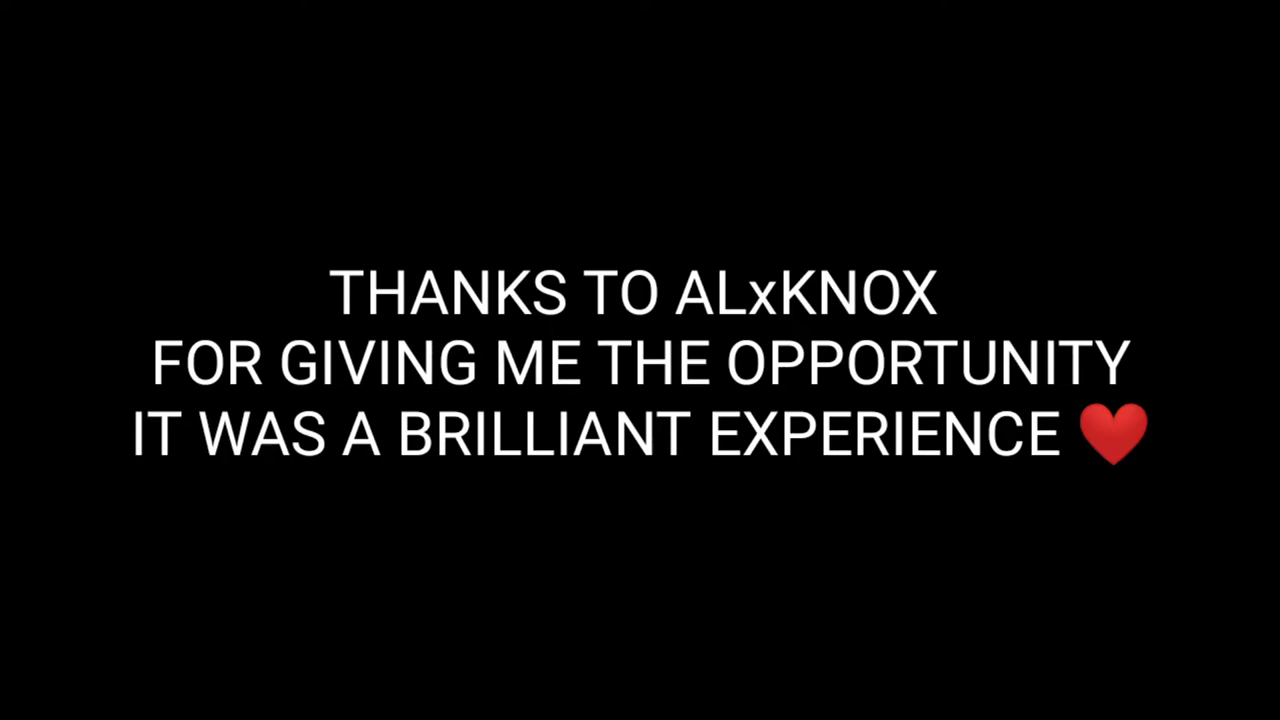 THANKS TO ALxKNOX
FOR GIVING ME THE OPPORTUNITY
IT WAS A BRILLIANT EXPERIENCE ❤️